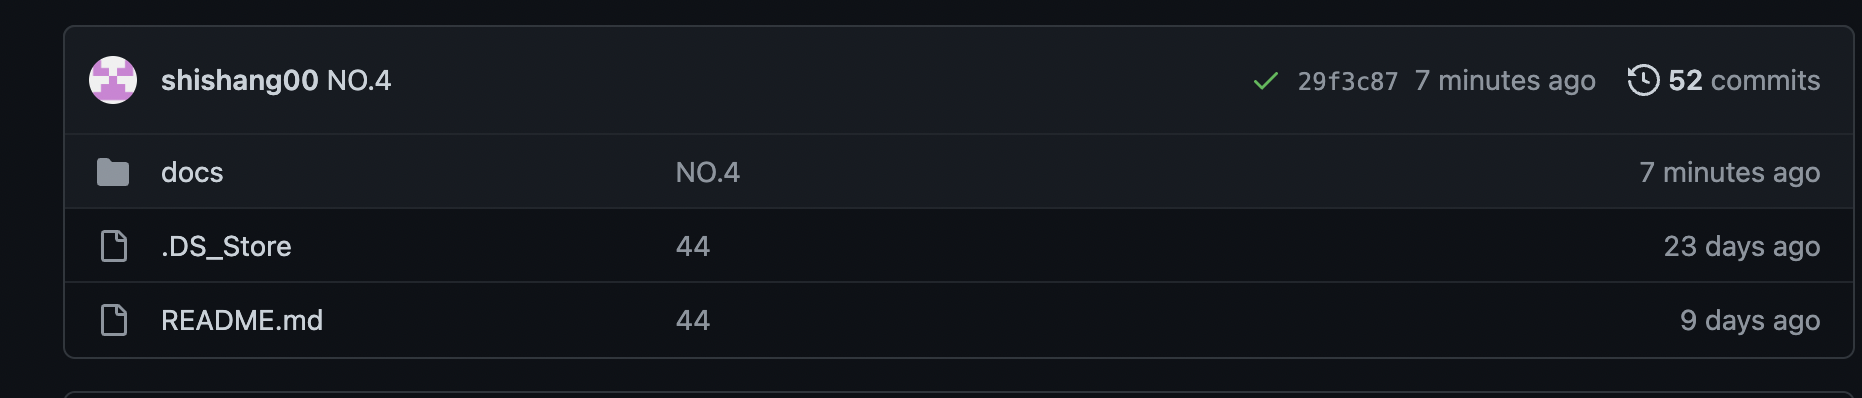 shishang00 NO.4 29f3c87 7 minutes ago 52 commits
docs NO.4 7 minutes ago
.DS_Store 44 23 days ago
README.md 44 9 days ago